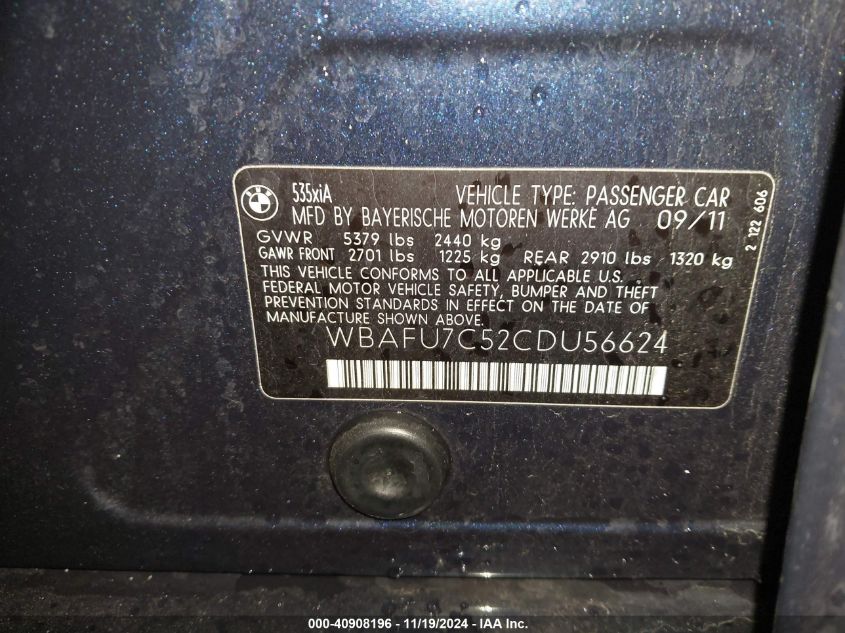 BMW
535xiA VEHICLE TYPE: PASSENGER CAR
MFD BY BAYERISCHE MOTOREN WERKE AG 09/11
GVWR 5379 lbs 2440 kg
GAWR FRONT 2701 lbs 1225 kg REAR 2910 lbs 1320 kg
THIS VEHICLE CONFORMS TO ALL APPLICABLE U.S.
FEDERAL MOTOR VEHICLE SAFETY, BUMPER AND THEFT
PREVENTION STANDARDS IN EFFECT ON THE DATE OF
MANUFACTURE SHOWN ABOVE.
WBAFU7C52CDU56624
2 122 606
000-40908196 - 11/19/2024 - IAA Inc.